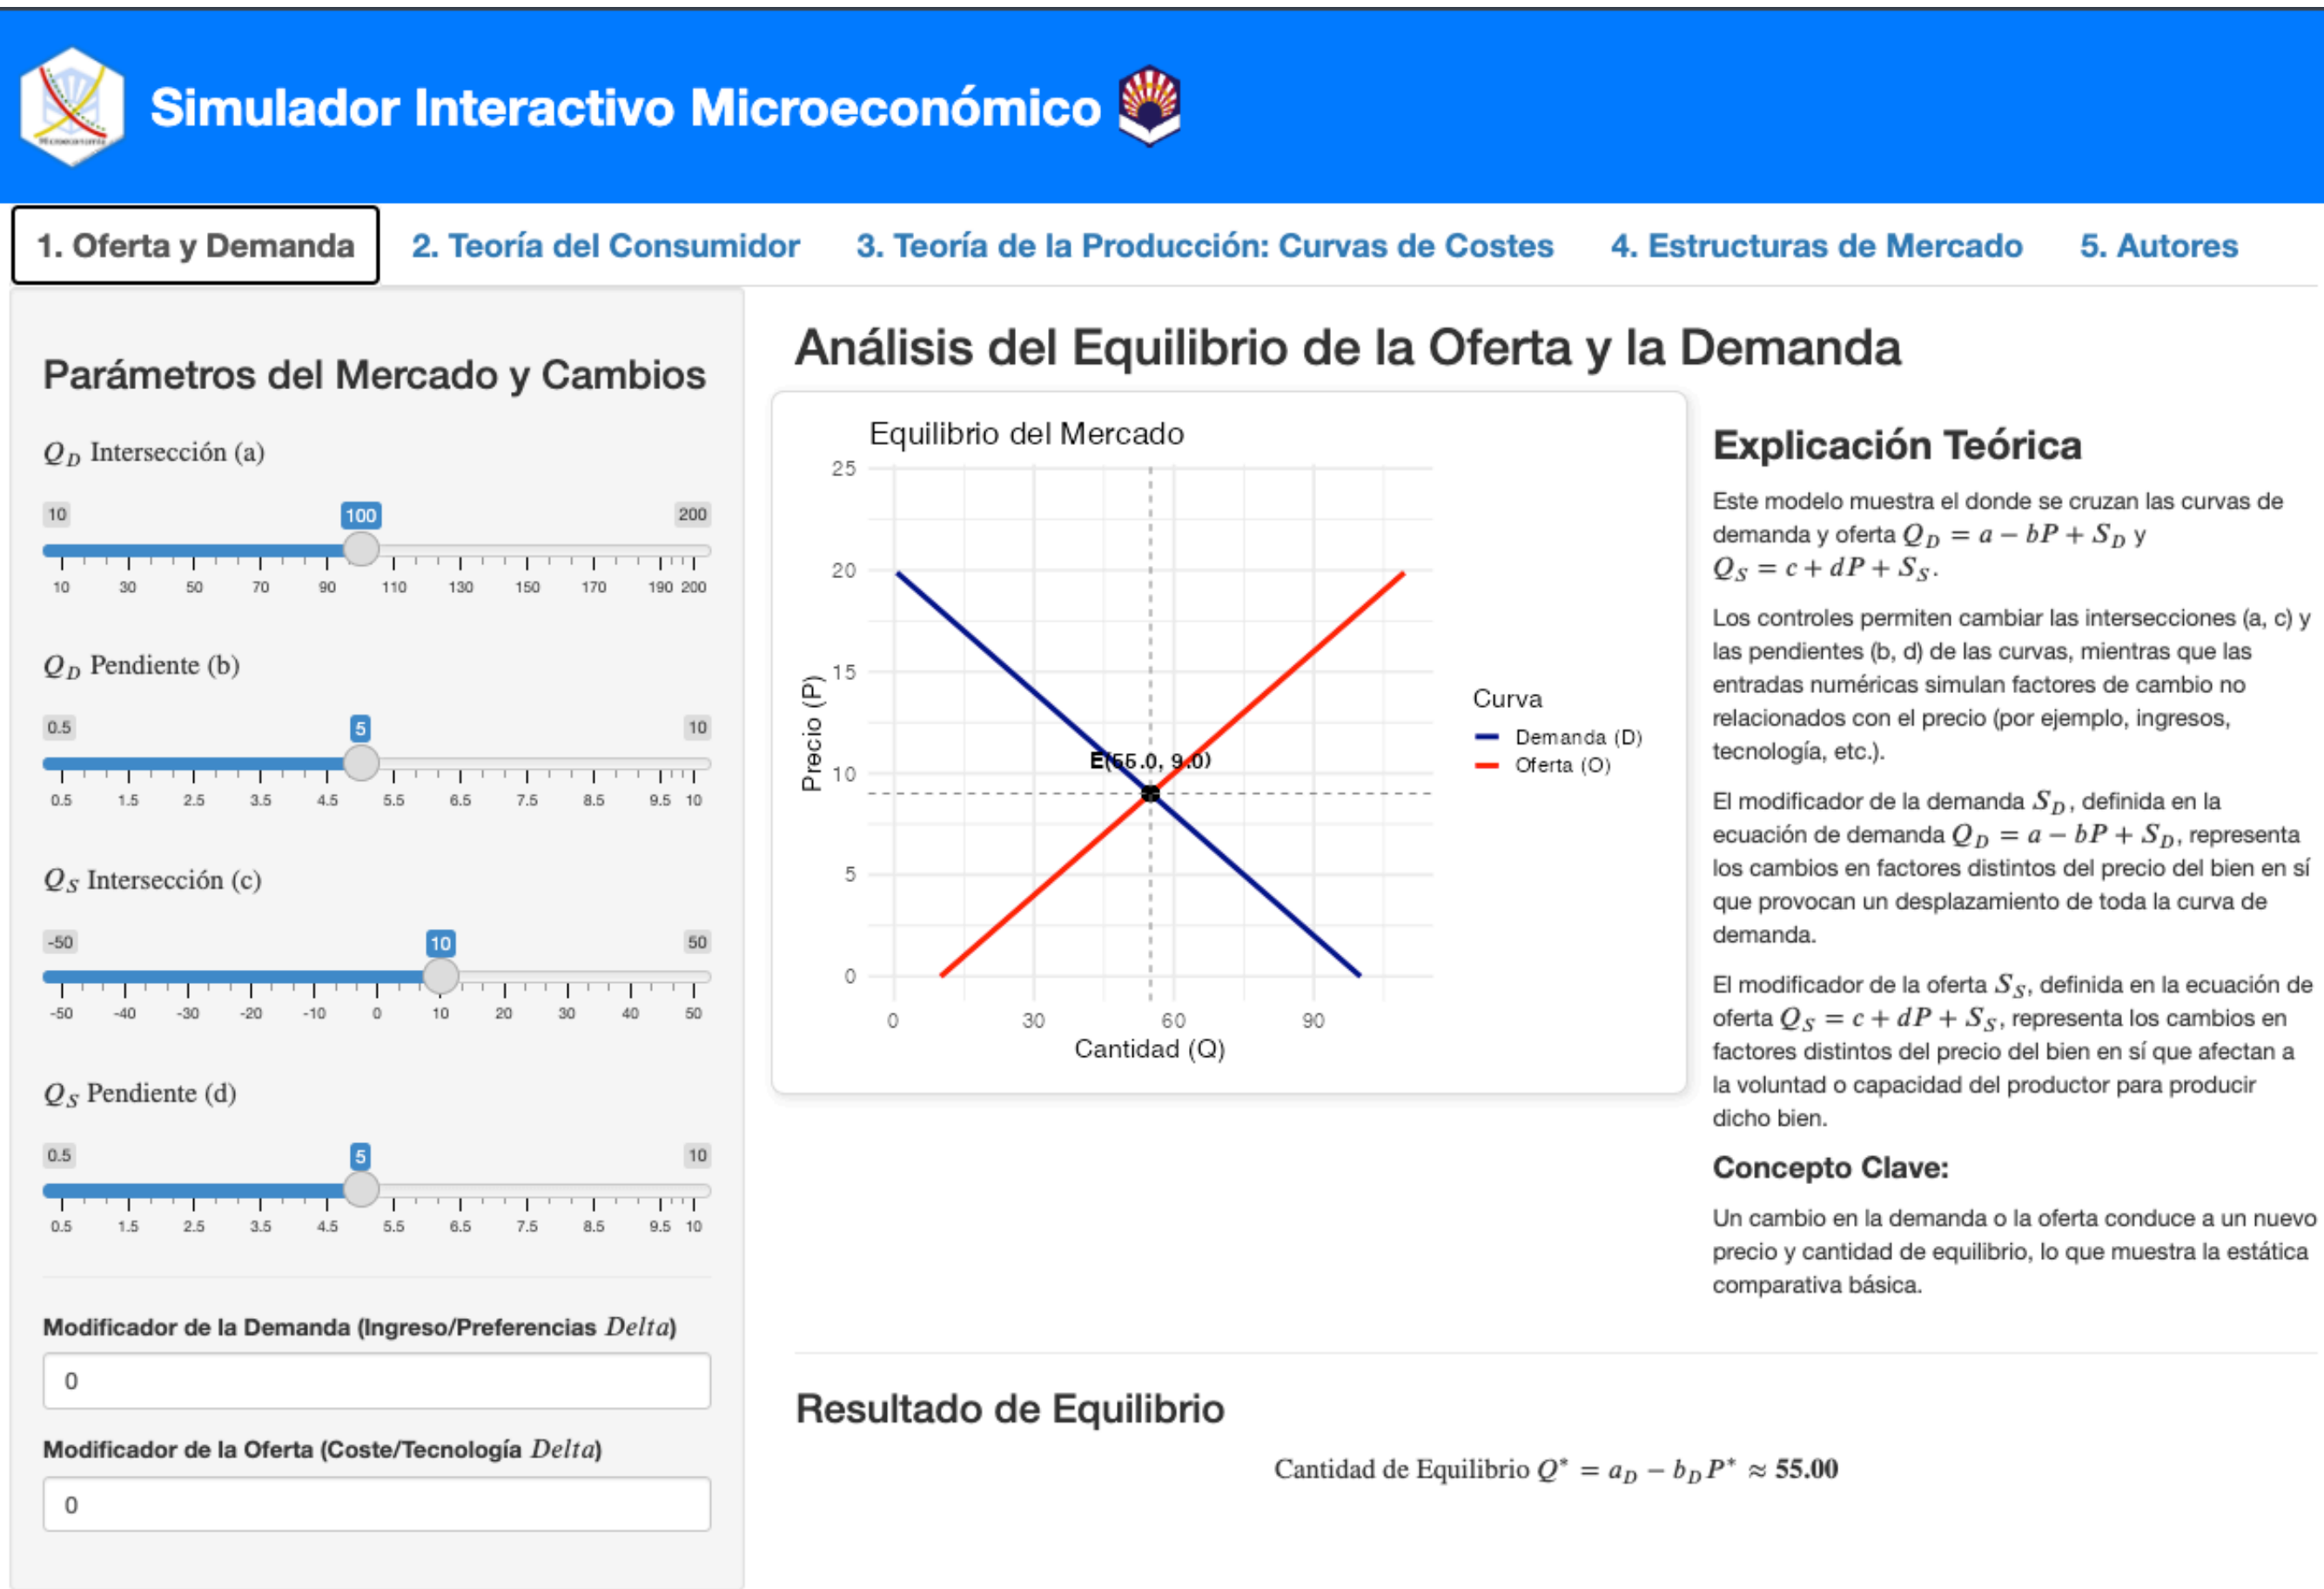 Microeconomía
Simulador Interactivo Microeconómico
1. Oferta y Demanda
2. Teoría del Consumidor
3. Teoría de la Producción: Curvas de Costes
4. Estructuras de Mercado
5. Autores
Parámetros del Mercado y Cambios
Q_D Intersección (a)
10 100 200
10 30 50 70 90 110 130 150 170 190 200
Q_D Pendiente (b)
0.5 5 10
0.5 1.5 2.5 3.5 4.5 5.5 6.5 7.5 8.5 9.5 10
Q_S Intersección (c)
-50 10 50
-50 -40 -30 -20 -10 0 10 20 30 40 50
Q_S Pendiente (d)
0.5 5 10
0.5 1.5 2.5 3.5 4.5 5.5 6.5 7.5 8.5 9.5 10
Modificador de la Demanda (Ingreso/Preferencias Delta)
0
Modificador de la Oferta (Coste/Tecnología Delta)
0
Análisis del Equilibrio de la Oferta y la Demanda
Equilibrio del Mercado
25
20
15
10
5
0
Precio (P)
E(55.0, 9.0)
0 30 60 90
Cantidad (Q)
Curva
Demanda (D)
Oferta (O)
Explicación Teórica
Este modelo muestra el donde se cruzan las curvas de
demanda y oferta Q_D = a − bP + S_D y
Q_S = c + dP + S_S.
Los controles permiten cambiar las intersecciones (a, c) y
las pendientes (b, d) de las curvas, mientras que las
entradas numéricas simulan factores de cambio no
relacionados con el precio (por ejemplo, ingresos,
tecnología, etc.).
El modificador de la demanda S_D, definida en la
ecuación de demanda Q_D = a − bP + S_D, representa
los cambios en factores distintos del precio del bien en sí
que provocan un desplazamiento de toda la curva de
demanda.
El modificador de la oferta S_S, definida en la ecuación de
oferta Q_S = c + dP + S_S, representa los cambios en
factores distintos del precio del bien en sí que afectan a
la voluntad o capacidad del productor para producir
dicho bien.
Concepto Clave:
Un cambio en la demanda o la oferta conduce a un nuevo
precio y cantidad de equilibrio, lo que muestra la estática
comparativa básica.
Resultado de Equilibrio
Cantidad de Equilibrio Q* = a_D − b_D P* ≈ 55.00